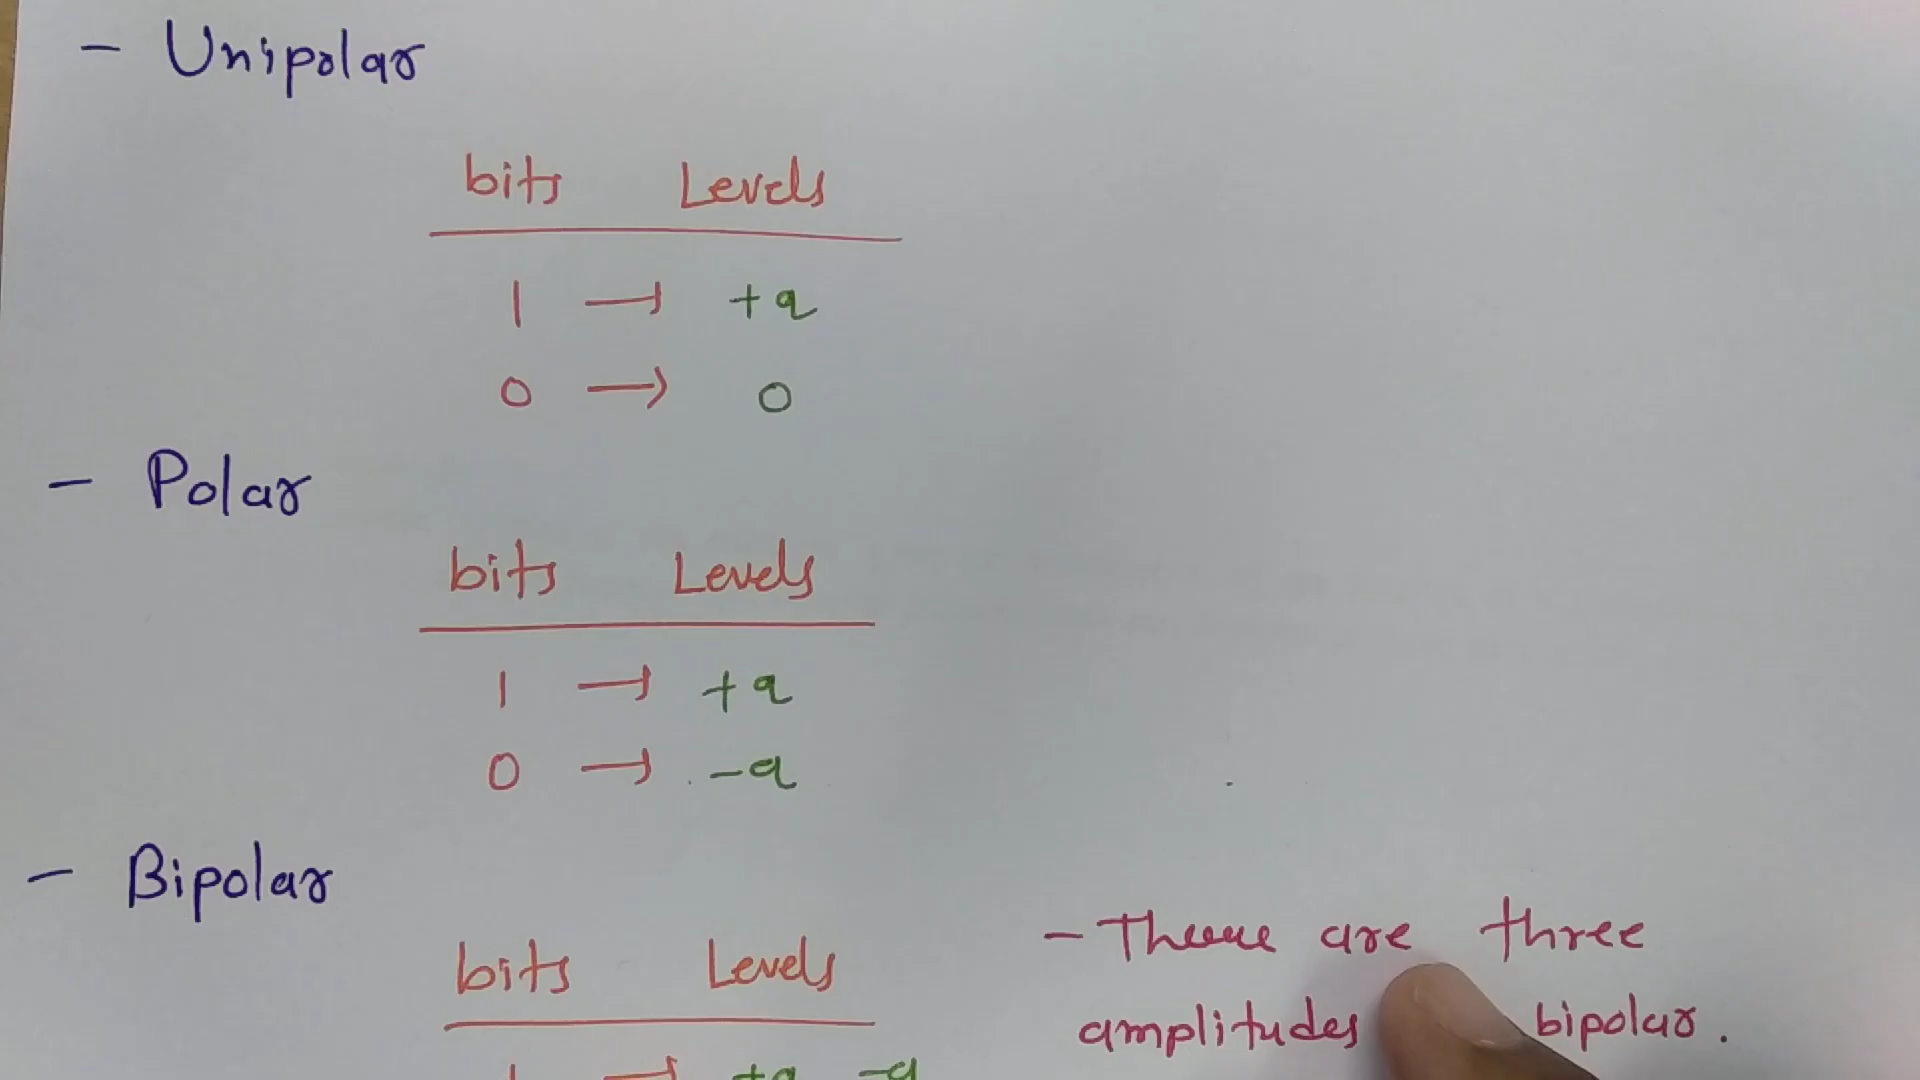 - Unipolar
bits Levels
1 → +a
0 → 0
- Polar
bits Levels
1 → +a
0 → -a
- Bipolar
bits Levels
1 → +a -a
- There are three
amplitudes bipolar.